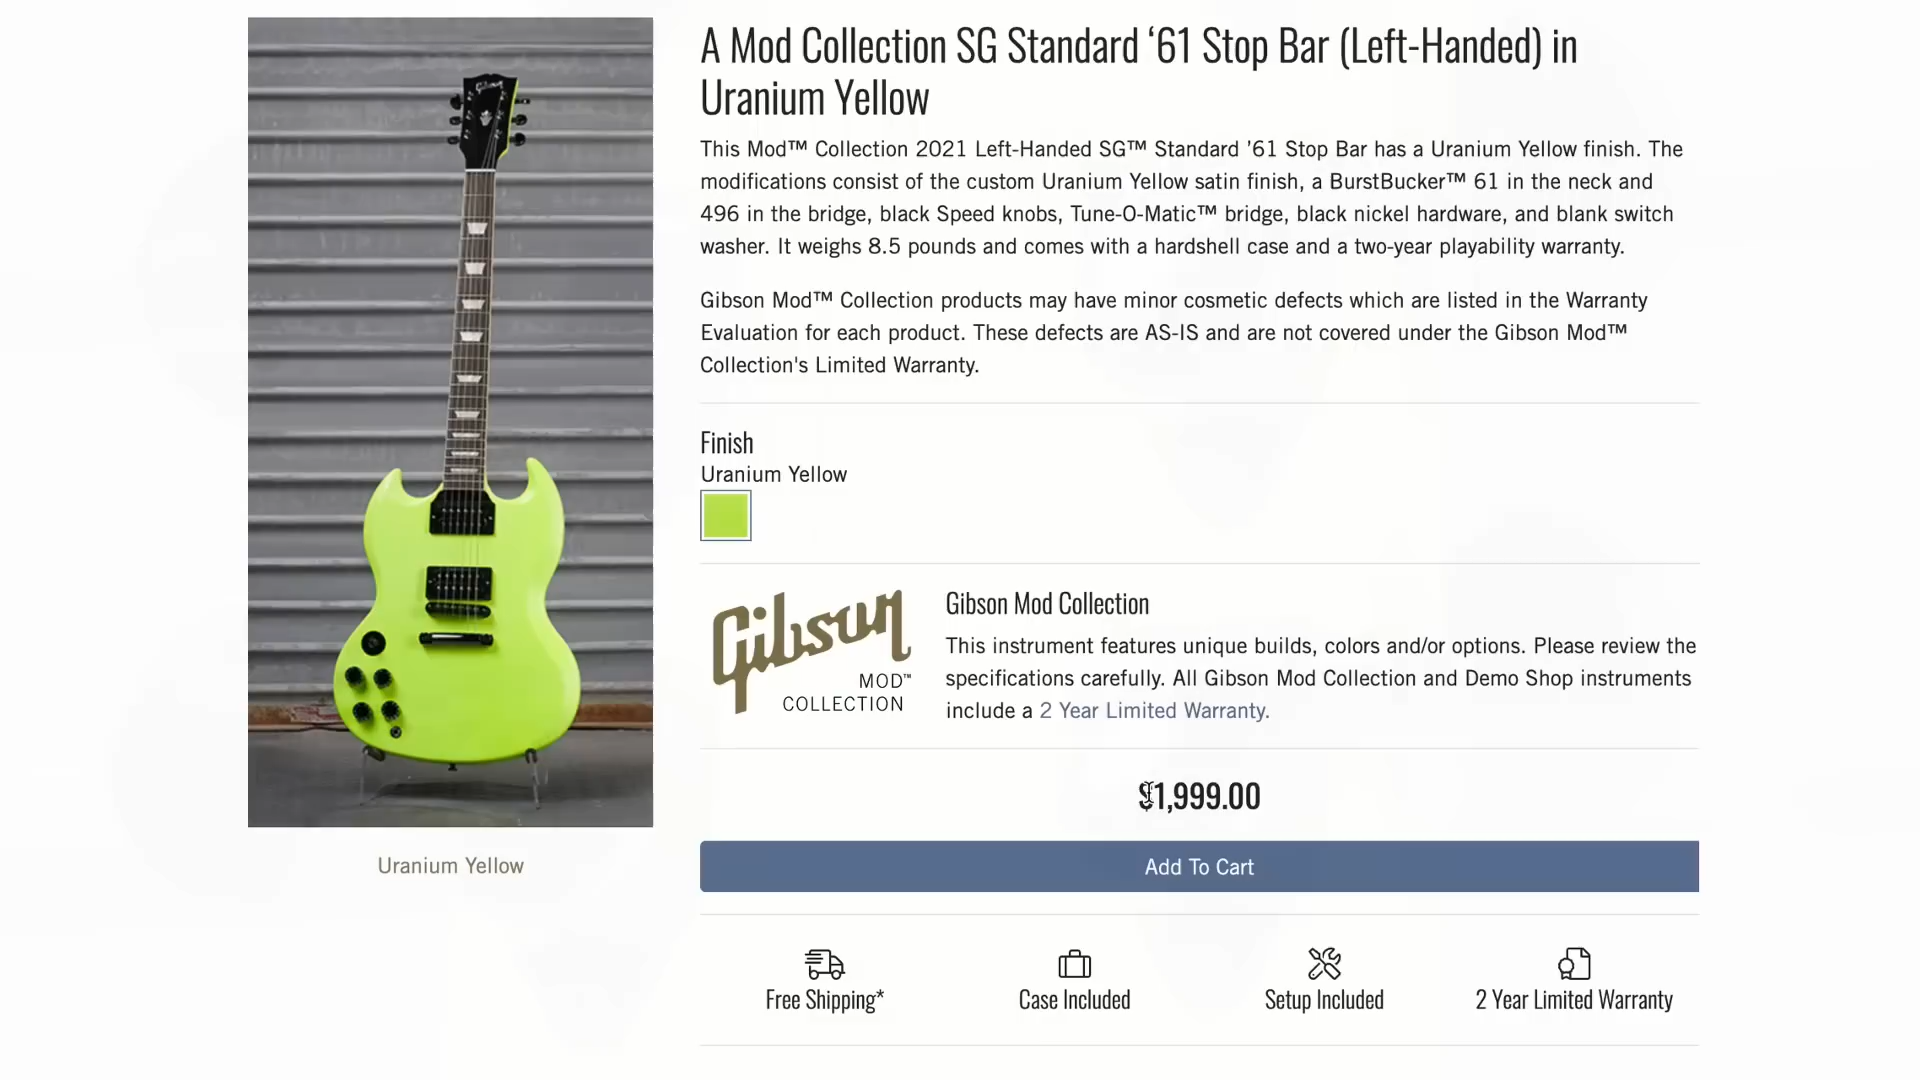 A Mod Collection SG Standard ‘61 Stop Bar (Left-Handed) in
Uranium Yellow
This Mod™ Collection 2021 Left-Handed SG™ Standard ’61 Stop Bar has a Uranium Yellow finish. The
modifications consist of the custom Uranium Yellow satin finish, a BurstBucker™ 61 in the neck and
496 in the bridge, black Speed knobs, Tune-O-Matic™ bridge, black nickel hardware, and blank switch
washer. It weighs 8.5 pounds and comes with a hardshell case and a two-year playability warranty.
Gibson Mod™ Collection products may have minor cosmetic defects which are listed in the Warranty
Evaluation for each product. These defects are AS-IS and are not covered under the Gibson Mod™
Collection's Limited Warranty.
Gibson
Finish
Uranium Yellow
Gibson
MOD™
COLLECTION
Gibson Mod Collection
This instrument features unique builds, colors and/or options. Please review the
specifications carefully. All Gibson Mod Collection and Demo Shop instruments
include a 2 Year Limited Warranty.
$1,999.00
Uranium Yellow
Add To Cart
Free Shipping*
Case Included
Setup Included
2 Year Limited Warranty